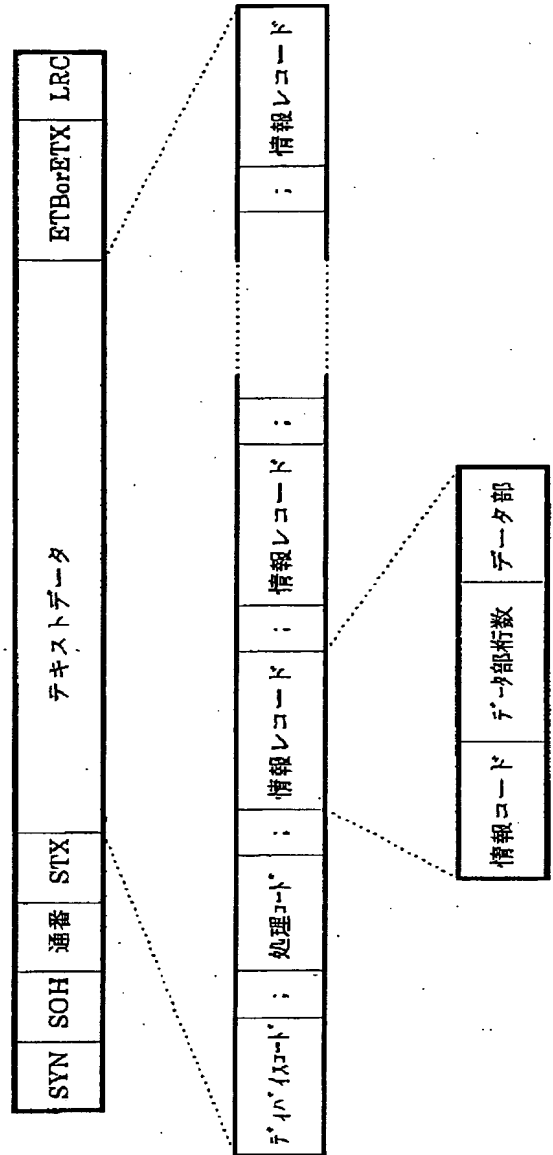 SYN SOH 通番 STX テキストデータ ETBorETX LRC
ディバイスコード ; 処理コード ; 情報レコード ; 情報レコード ; ; 情報レコード
情報コード データ部桁数 データ部